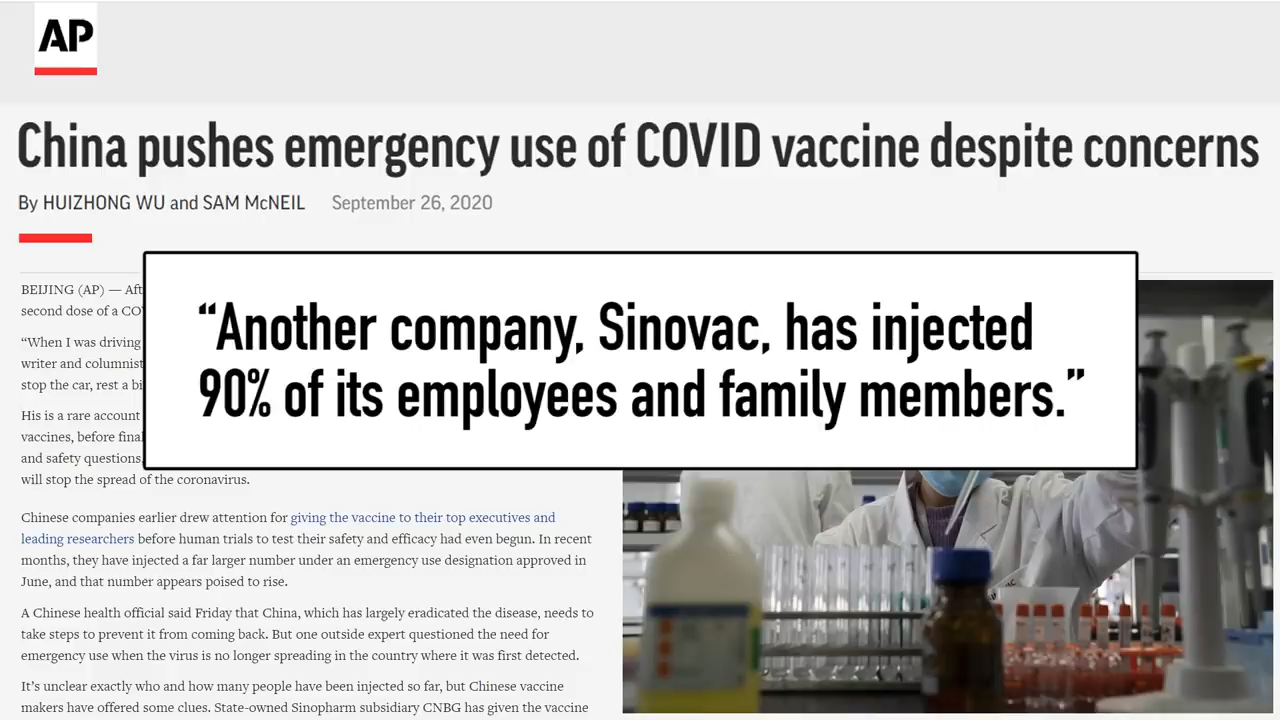 AP
China pushes emergency use of COVID vaccine despite concerns
By HUIZHONG WU and SAM McNEIL September 26, 2020
BEIJING (AP) — Aft
second dose of a CO
“When I was driving
writer and columnist
stop the car, rest a bi
His is a rare account
vaccines, before final
and safety questions.
will stop the spread of the coronavirus.
“Another company, Sinovac, has injected
90% of its employees and family members.”
Chinese companies earlier drew attention for giving the vaccine to their top executives and
leading researchers before human trials to test their safety and efficacy had even begun. In recent
months, they have injected a far larger number under an emergency use designation approved in
June, and that number appears poised to rise.
A Chinese health official said Friday that China, which has largely eradicated the disease, needs to
take steps to prevent it from coming back. But one outside expert questioned the need for
emergency use when the virus is no longer spreading in the country where it was first detected.
It’s unclear exactly who and how many people have been injected so far, but Chinese vaccine
makers have offered some clues. State-owned Sinopharm subsidiary CNBG has given the vaccine